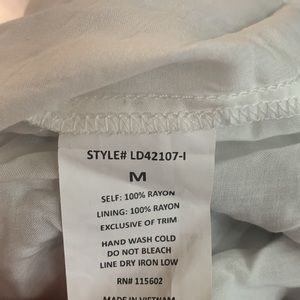 STYLE# LD42107-I
M
SELF: 100% RAYON
LINING: 100% RAYON
EXCLUSIVE OF TRIM
HAND WASH COLD
DO NOT BLEACH
LINE DRY IRON LOW
RN# 115602
MADE IN VIETNAM